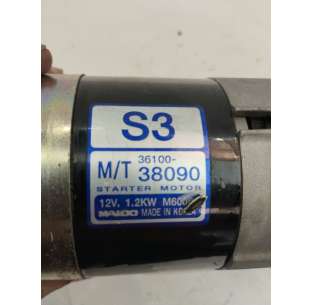 S3
M/T 36100-38090
STARTER MOTOR
12V. 1.2KW
MADE IN KOREA